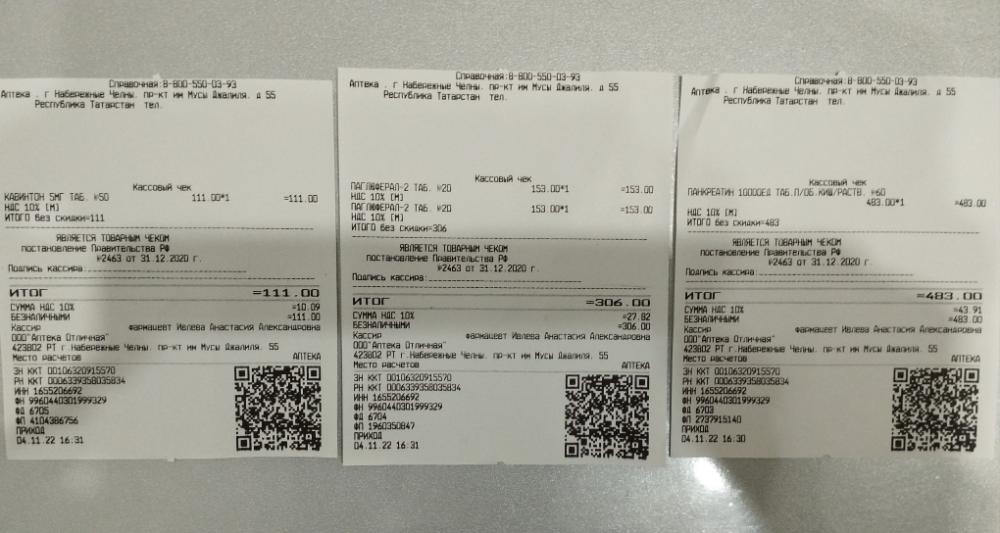 Справочная:8-800-550-03-93
Аптека . г Набережные Челны. пр-кт им Мусы Джалиля. д 55
Республика Татарстан тел.
Кассовый чек
КАВИНТОН 5МГ ТАБ. №50 111.00*1 =111.00
НДС 10% [М]
ИТОГО без скидки=111
ЯВЛЯЕТСЯ ТОВАРНЫМ ЧЕКОМ
постановление Правительства РФ
№2463 от 31.12.2020 г.
Подпись кассира:
ИТОГ =111.00
СУММА НДС 10% =10.09
БЕЗНАЛИЧНЫМИ =111.00
Кассир фармацевт Ивлева Анастасия Александровна
ООО"Аптека Отличная"
423802 РТ г.Набережные Челны. пр-кт им Мусы Джалиля. 55
Место расчетов АПТЕКА
ЗН ККТ 00106320915570
РН ККТ 0006339358035834
ИНН 1655206692
ФН 9960440301999329
ФД 6705
ФП 4104386756
ПРИХОД
04.11.22 16:31
Справочная:8-800-550-03-93
Аптека . г Набережные Челны. пр-кт им Мусы Джалиля. д 55
Республика Татарстан тел.
Кассовый чек
ПАГЛЮФЕРАЛ-2 ТАБ. №20 153.00*1 =153.00
НДС 10% [М]
ПАГЛЮФЕРАЛ-2 ТАБ. №20 153.00*1 =153.00
НДС 10% [М]
ИТОГО без скидки=306
ЯВЛЯЕТСЯ ТОВАРНЫМ ЧЕКОМ
постановление Правительства РФ
№2463 от 31.12.2020 г.
Подпись кассира:
ИТОГ =306.00
СУММА НДС 10% =27.82
БЕЗНАЛИЧНЫМИ =306.00
Кассир фармацевт Ивлева Анастасия Александровна
ООО"Аптека Отличная"
423802 РТ г.Набережные Челны. пр-кт им Мусы Джалиля. 55
Место расчетов АПТЕКА
ЗН ККТ 00106320915570
РН ККТ 0006339358035834
ИНН 1655206692
ФН 9960440301999329
ФД 6704
ФП 1960350847
ПРИХОД
04.11.22 16:31
Справочная:8-800-550-03-93
Аптека . г Набережные Челны. пр-кт им Мусы Джалиля. д 55
Республика Татарстан тел.
Кассовый чек
ПАНКРЕАТИН 10000ЕД ТАБ.П/ОБ.КИШ/РАСТВ. №60
483.00*1 =483.00
НДС 10% [М]
ИТОГО без скидки=483
ЯВЛЯЕТСЯ ТОВАРНЫМ ЧЕКОМ
постановление Правительства РФ
№2463 от 31.12.2020 г.
Подпись кассира:
ИТОГ =483.00
СУММА НДС 10% =43.91
БЕЗНАЛИЧНЫМИ =483.00
Кассир фармацевт Ивлева Анастасия Александровна
ООО"Аптека Отличная"
423802 РТ г.Набережные Челны. пр-кт им Мусы Джалиля. 55
Место расчетов АПТЕКА
ЗН ККТ 00106320915570
РН ККТ 0006339358035834
ИНН 1655206692
ФН 9960440301999329
ФД 6703
ФП 2737915140
ПРИХОД
04.11.22 16:30